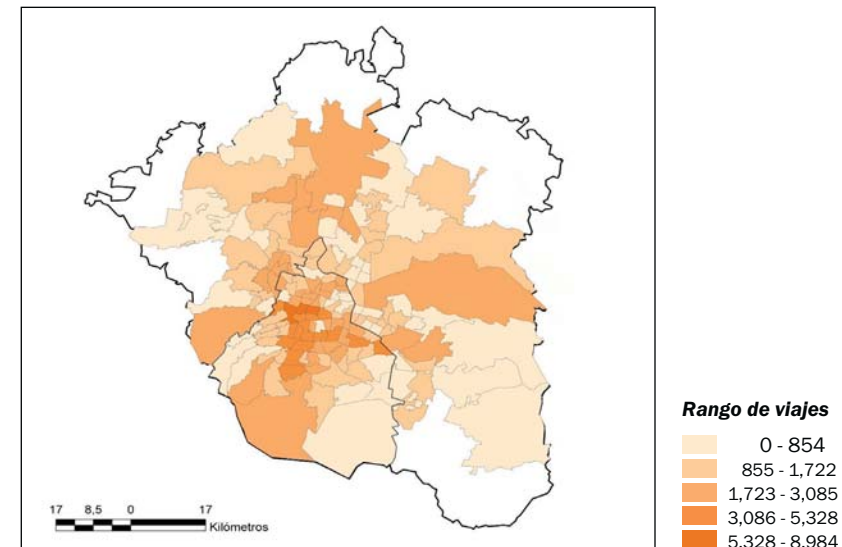 Rango de viajes
0 - 854
855 - 1,722
1,723 - 3,085
3,086 - 5,328
5,328 - 8,984
17 8,5 0 17
Kilómetros